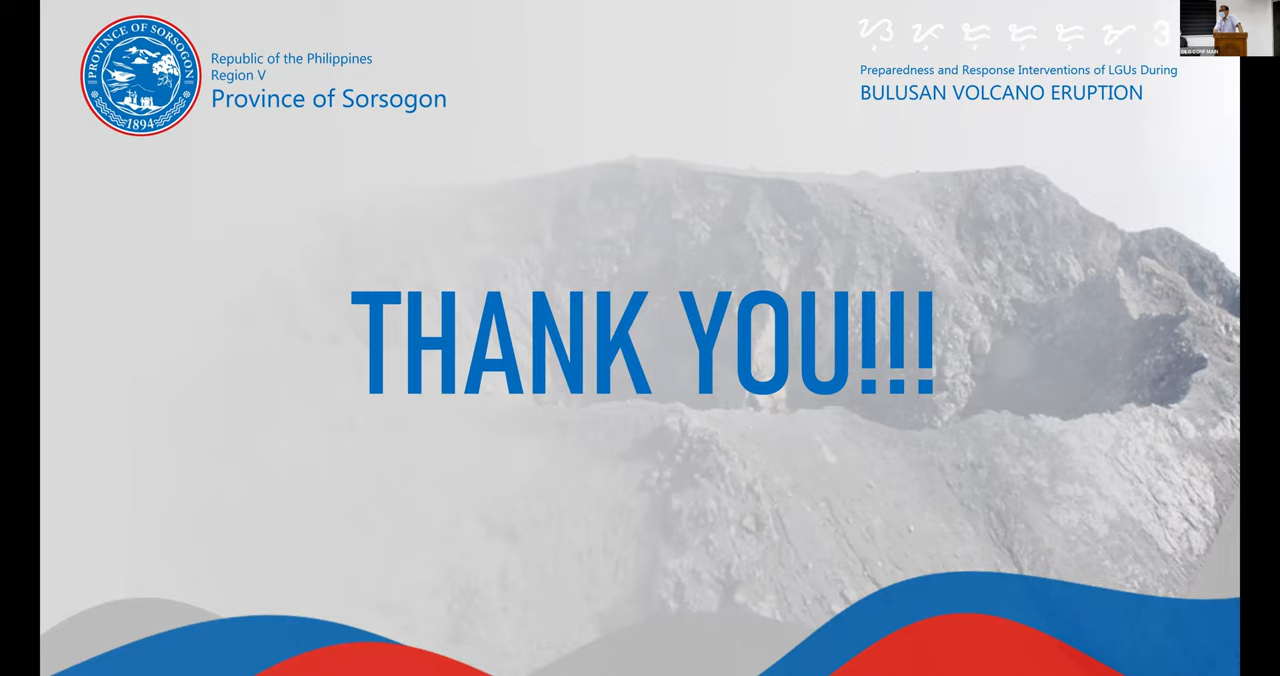 PROVINCE OF SORSOGON
1894
Republic of the Philippines
Region V
Province of Sorsogon
Preparedness and Response Interventions of LGUs During
BULUSAN VOLCANO ERUPTION
THANK YOU!!!